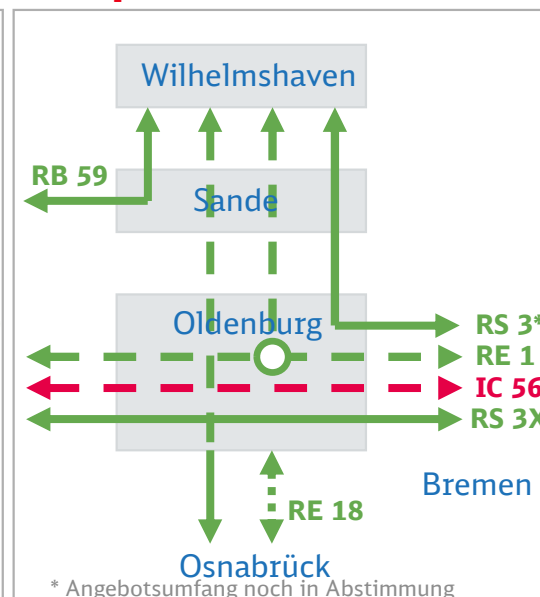 Wilhelmshaven
RB 59
Sande
Oldenburg
RS 3*
RE 1
IC 56
RS 3X
Bremen
RE 18
Osnabrück
* Angebotsumfang noch in Abstimmung